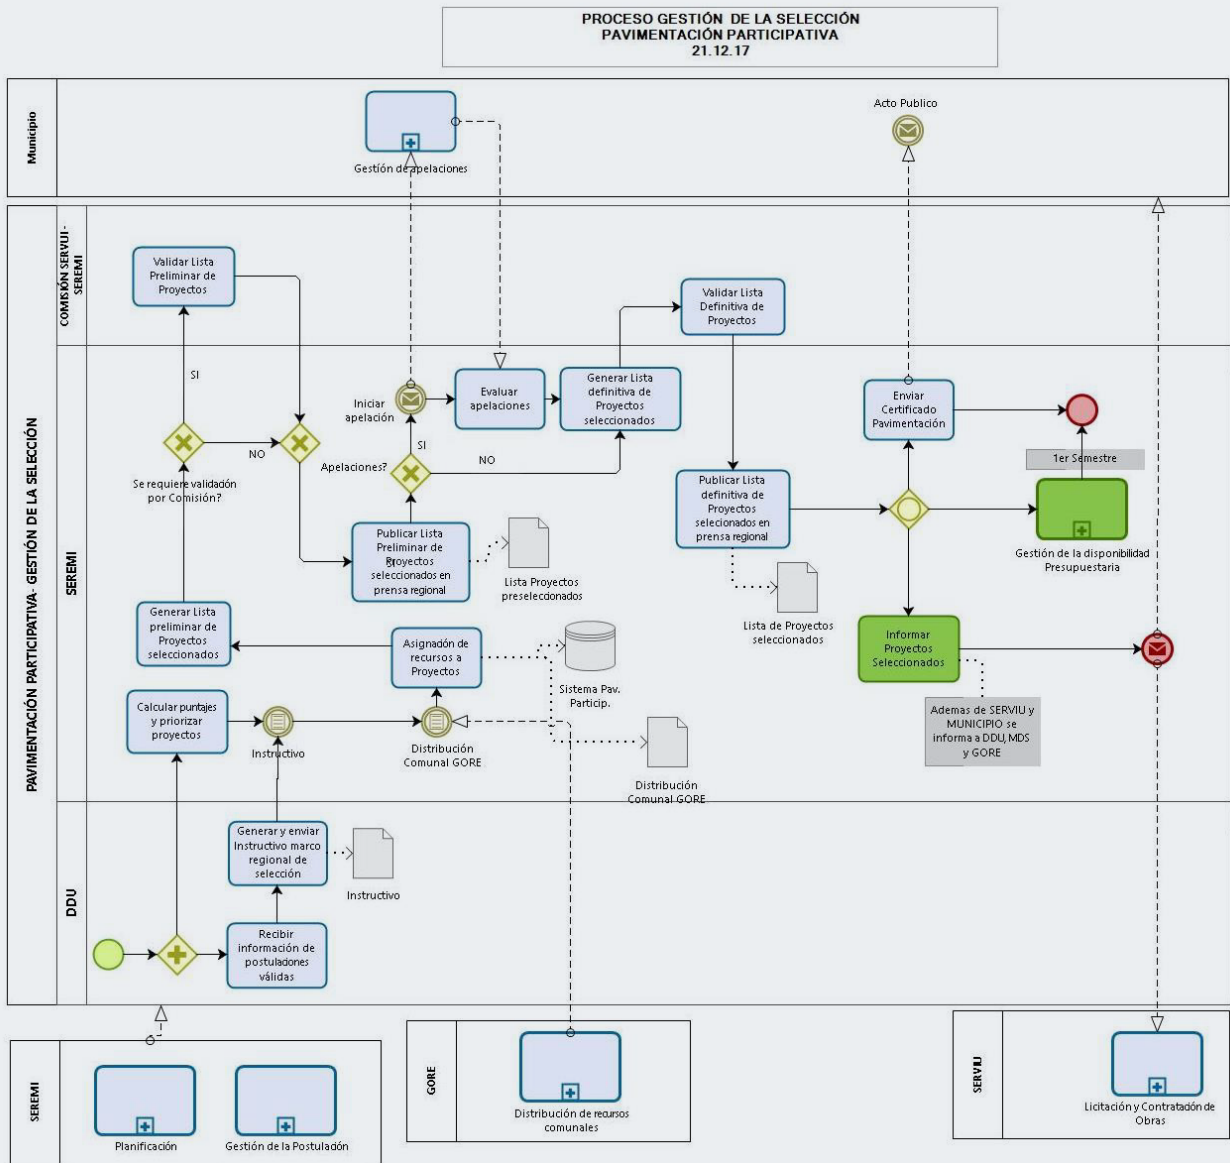 PROCESO GESTIÓN DE LA SELECCIÓN
PAVIMENTACIÓN PARTICIPATIVA
21.12.17
Municipio
Gestión de apelaciones
Acto Publico
PAVIMENTACIÓN PARTICIPATIVA- GESTIÓN DE LA SELECCIÓN
COMISIÓN SERVUI -
SEREMI
Validar Lista
Preliminar de
Proyectos
Validar Lista
Definitiva de
Proyectos
SEREMI
SI
NO
Se requiere validación
por Comisión?
Iniciar
apelación
Evaluar
apelaciones
Generar Lista
definitiva de
Proyectos
seleccionados
SI
Apelaciones?
NO
Publicar Lista
Preliminar de
Proyectos
SI
seleccionados en
prensa regional
Lista Proyectos
preseleccionados
Publicar Lista
definitiva de
Proyectos
selecionados en
prensa regional
Lista de Proyectos
seleccionados
Enviar
Certificado
Pavimentación
1er Semestre
Gestión de la disponibilidad
Presupuestaria
Informar
Proyectos
Seleccionados
Ademas de SERVIU y
MUNICIPIO se
informa a DDU, MDS
y GORE
Generar Lista
preliminar de
Proyectos
seleccionados
Asignación de
recursos a
Proyectos
Sistema Pav.
Particip.
Calcular puntajes
y priorizar
proyectos
Instructivo
Distribución
Comunal GORE
Distribución
Comunal GORE
DDU
Generar y enviar
Instructivo marco
regional de
selección
Instructivo
Recibir
información de
postulaciones
válidas
SEREMI
Planificación
Gestión de la Postulación
GORE
Distribución de recursos
comunales
SERVIU
Licitación y Contratación de
Obras